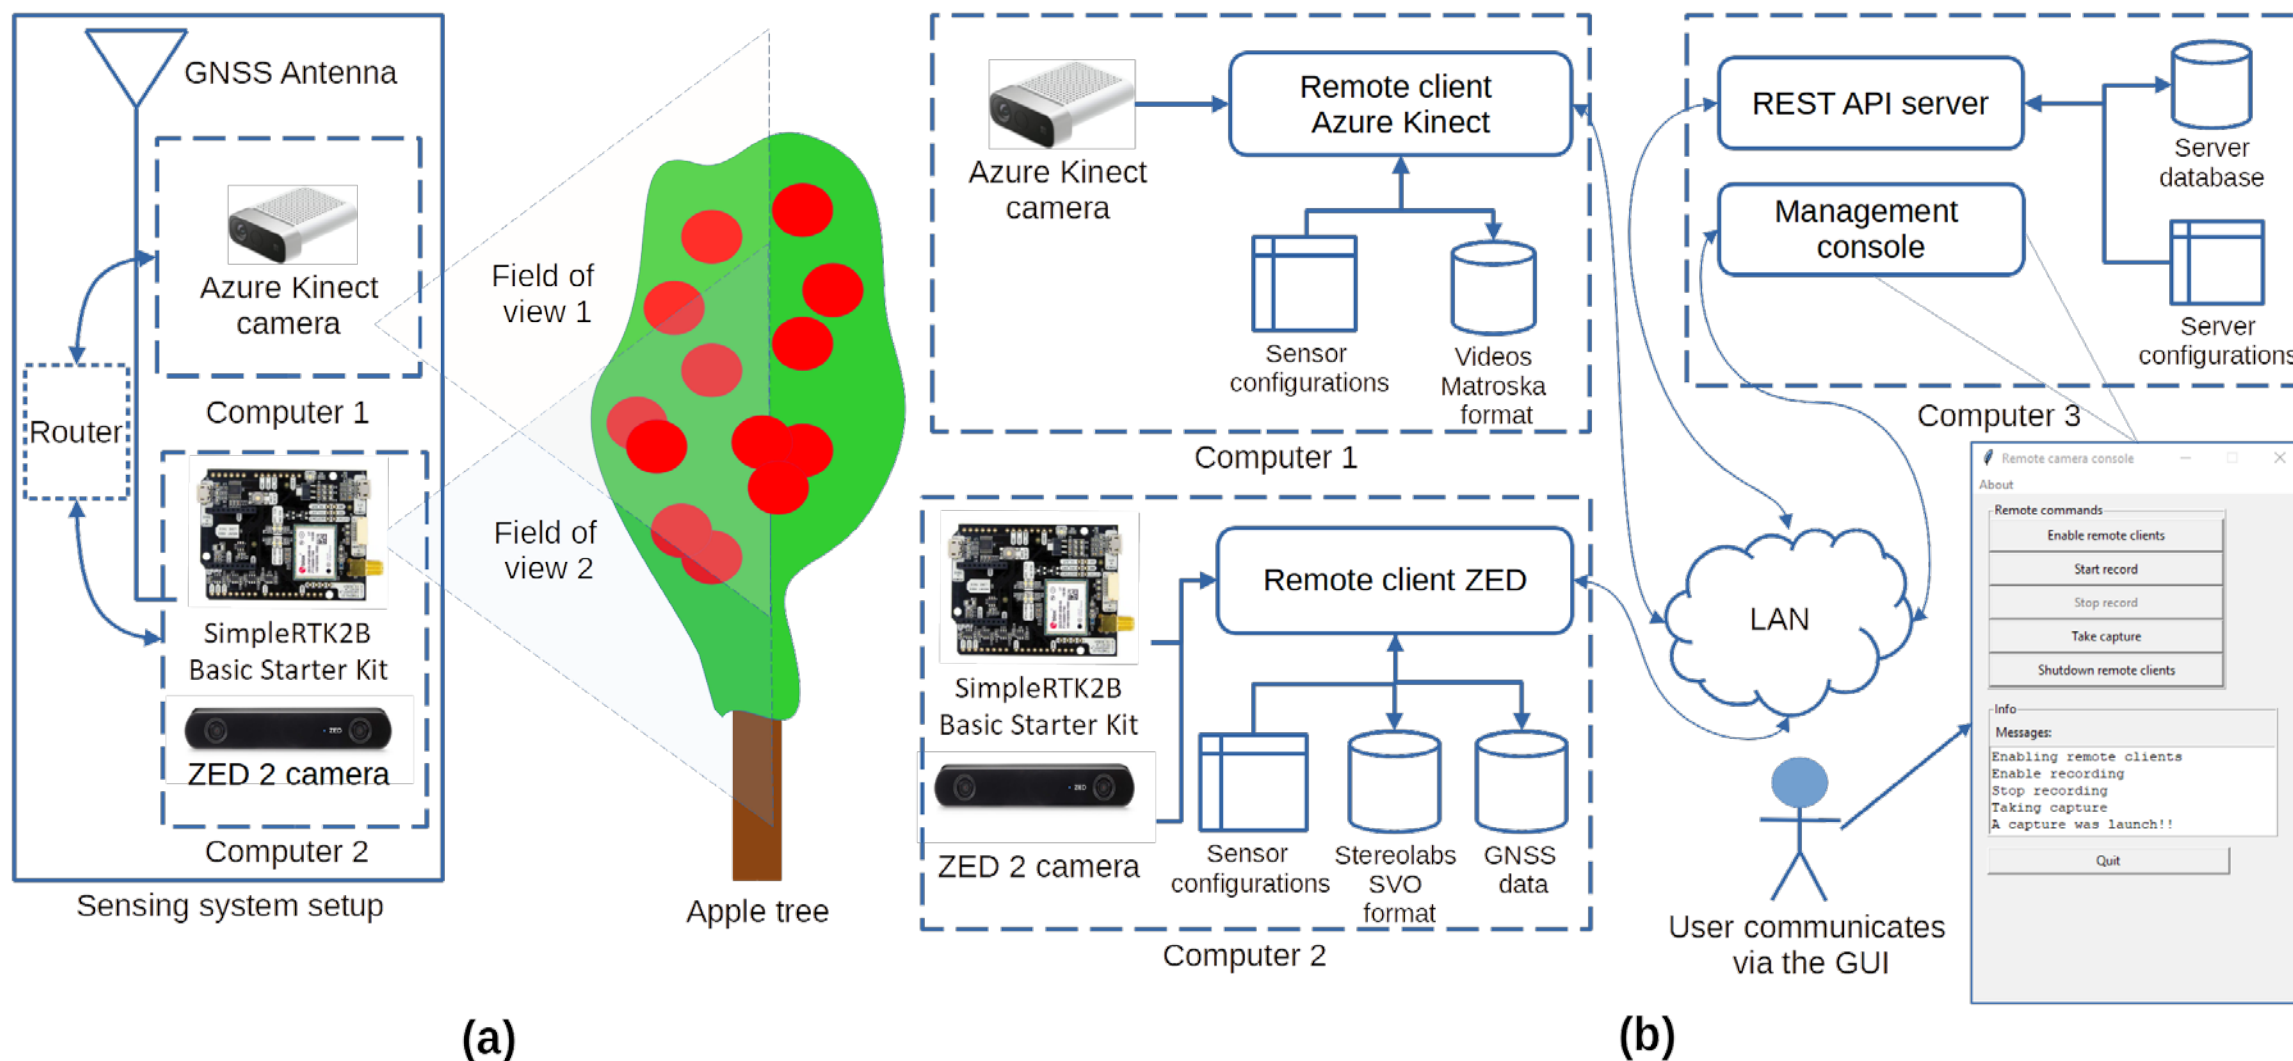 GNSS Antenna
Azure Kinect
camera
Computer 1
Router
SimpleRTK2B
Basic Starter Kit
ZED
ZED 2 camera
Computer 2
Sensing system setup
Field of
view 1
Field of
view 2
Apple tree
(a)
Azure Kinect
camera
Remote client
Azure Kinect
Sensor
configurations
Videos
Matroska
format
Computer 1
SimpleRTK2B
Basic Starter Kit
ZED
ZED 2 camera
Remote client ZED
Sensor
configurations
Stereolabs
SVO
format
GNSS
data
Computer 2
REST API server
Management
console
Server
database
Server
configurations
Computer 3
LAN
User communicates
via the GUI
Remote camera console
About
Remote commands
Enable remote clients
Start record
Stop record
Take capture
Shutdown remote clients
Info
Messages:
Enabling remote clients
Enable recording
Stop recording
Taking capture
A capture was launch!!
Quit
(b)